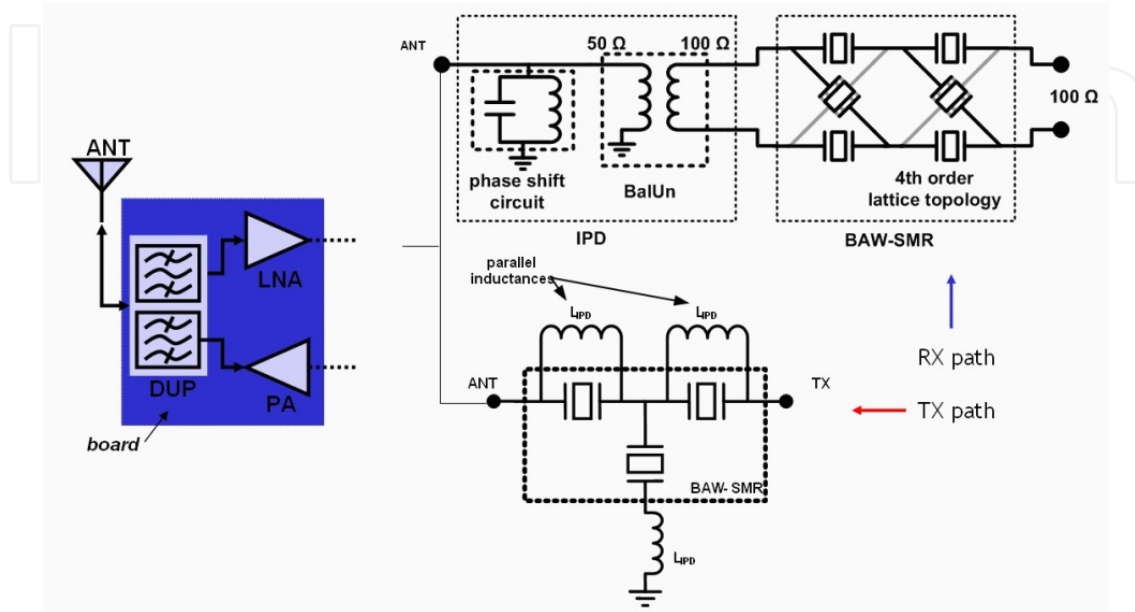 ANT
DUP
LNA
PA
board
ANT
50 Ω
100 Ω
phase shift
circuit
BalUn
IPD
100 Ω
4th order
lattice topology
BAW-SMR
parallel
inductances
LIPD
LIPD
ANT
TX
BAW- SMR
LIPD
RX path
TX path